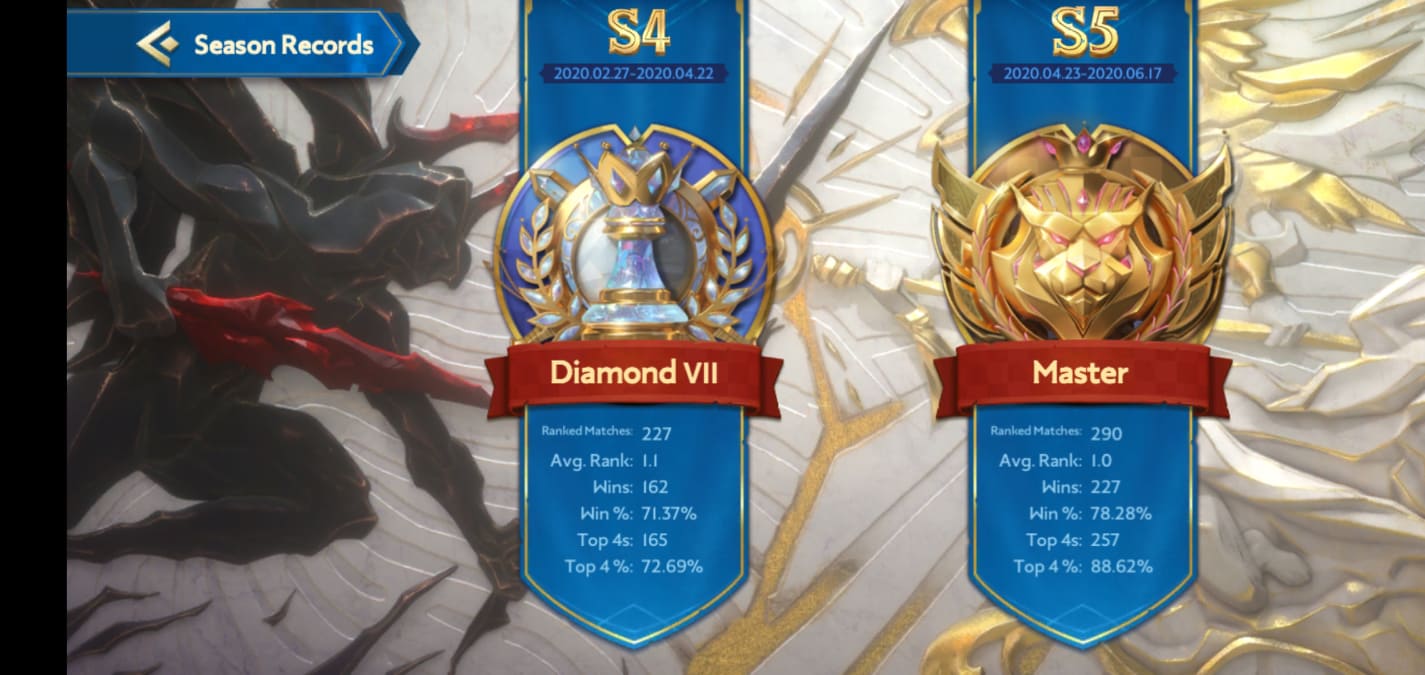 Season Records
S4
2020.02.27-2020.04.22
Diamond VII
Ranked Matches: 227
Avg. Rank: 1.1
Wins: 162
Win %: 71.37%
Top 4s: 165
Top 4 %: 72.69%
S5
2020.04.23-2020.06.17
Master
Ranked Matches: 290
Avg. Rank: 1.0
Wins: 227
Win %: 78.28%
Top 4s: 257
Top 4 %: 88.62%